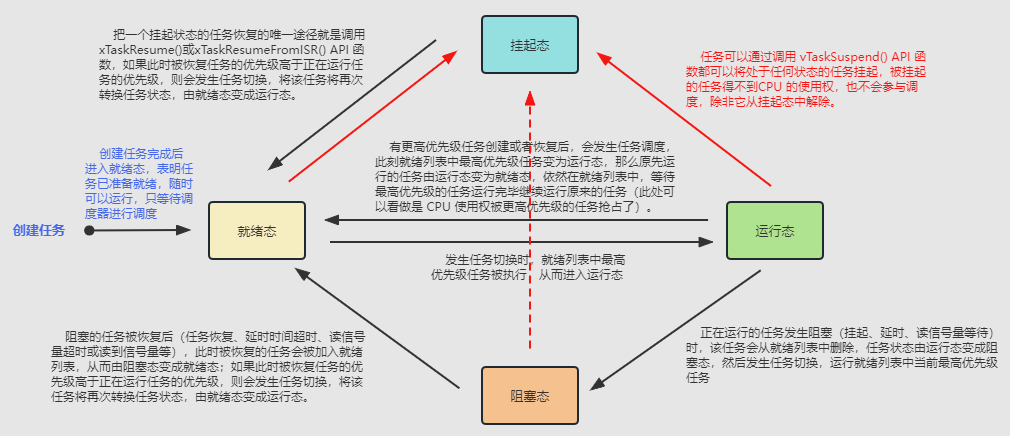 把一个挂起状态的任务恢复的唯一途径就是调用
xTaskResume()或xTaskResumeFromISR() API 函
数，如果此时被恢复任务的优先级高于正在运行任
务的优先级，则会发生任务切换，将该任务将再次
转换任务状态，由就绪态变成运行态。
挂起态
任务可以通过调用 vTaskSuspend() API 函
数都可以将处于任何状态的任务挂起，被挂起
的任务得不到CPU 的使用权，也不会参与调
度，除非它从挂起态中解除。
创建任务完成后
进入就绪态，表明任
务已准备就绪，随时
可以运行，只等待调
度器进行调度
有更高优先级任务创建或者恢复后，会发生任务调度，
此刻就绪列表中最高优先级任务变为运行态，那么原先运
行的任务由运行态变为就绪态，依然在就绪列表中，等待
最高优先级的任务运行完毕继续运行原来的任务（此处可
以看做是 CPU 使用权被更高优先级的任务抢占了）。
创建任务
就绪态
运行态
发生任务切换时，就绪列表中最高
优先级任务被执行，从而进入运行态
阻塞的任务被恢复后（任务恢复、延时时间超时、读信号
量超时或读到信号量等），此时被恢复的任务会被加入就绪
列表，从而由阻塞态变成就绪态；如果此时被恢复任务的优
先级高于正在运行任务的优先级，则会发生任务切换，将该
任务将再次转换任务状态，由就绪态变成运行态。
正在运行的任务发生阻塞（挂起、延时、读信号量等待）
时，该任务会从就绪列表中删除，任务状态由运行态变成阻
塞态，然后发生任务切换，运行就绪列表中当前最高优先级
任务
阻塞态